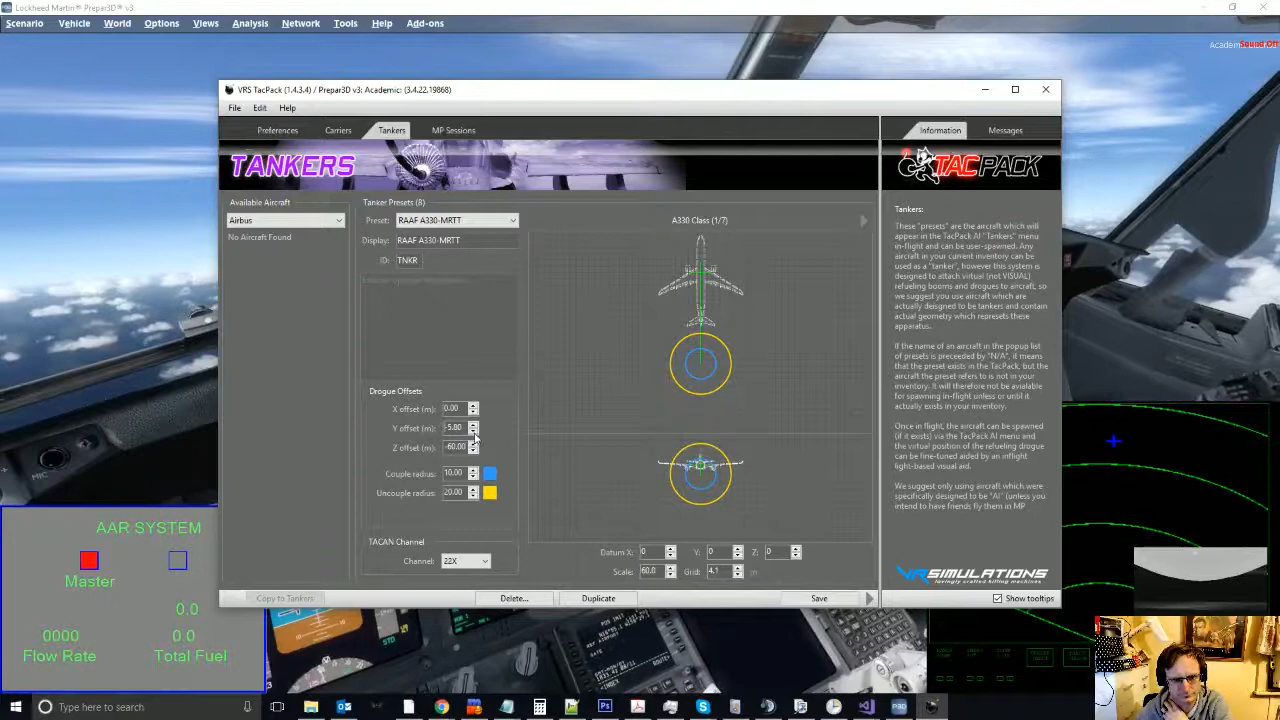 Lockheed Martin® Prepar3D® v3
Scenario Vehicle World Options Views Analysis Network Tools Help Add-ons
Academ
Sound Off
VRS TacPack (1.4.3.4) / Prepar3D v3: Academic: (3.4.22.19868)
File Edit Help
Preferences Carriers Tankers MP Sessions
Information Messages
TANKERS
TACPACK
Available Aircraft
Airbus
No Aircraft Found
Tanker Presets (8)
Preset: RAAF A330-MRTT
Display: RAAF A330-MRTT
ID: TNKR
A330 Class (1/7)
Drogue Offsets
X offset (m): 0.00
Y offset (m): -5.80
Z offset (m): -60.00
Couple radius: 10.00
Uncouple radius: 20.00
TACAN Channel
Channel: 22X
Datum X: 0 Y: 0 Z: 0
Scale: 60.0 Grid: 4.1 m
Copy to Tankers Delete... Duplicate Save
Tankers:
These "presets" are the aircraft which will
appear in the TacPack AI "Tankers" menu
in-flight and can be user-spawned. Any
aircraft in your current inventory can be
used as a "tanker", however this system is
designed to attach virtual (not VISUAL)
refueling booms and drogues to aircraft, so
we suggest you use aircraft which are
actually deisgned to be tankers and contain
actual geometry which represets these
apparatus.
If the name of an aircraft in the popup list
of presets is preceeded by "N/A", it means
that the preset exists in the TacPack, but the
aircraft the preset refers to is not in your
inventory. It will therefore not be available
for spawning in-flight unless or until it
actually exists in your inventory.
Once in flight, the aircraft can be spawned
(if it exists) via the TacPack AI menu and
the virtual position of the refueling drogue
can be fine-tuned aided by an inflight
light-based visual aid.
We suggest only using aircraft which were
specifically designed to be "AI" (unless you
intend to have friends fly them in MP
VRSIMULATIONS
lovingly crafted killing machines
Show tooltips
MIC
AAR SYSTEM
Master
0.0
0000 0.0
Flow Rate Total Fuel
Type here to search
P3D